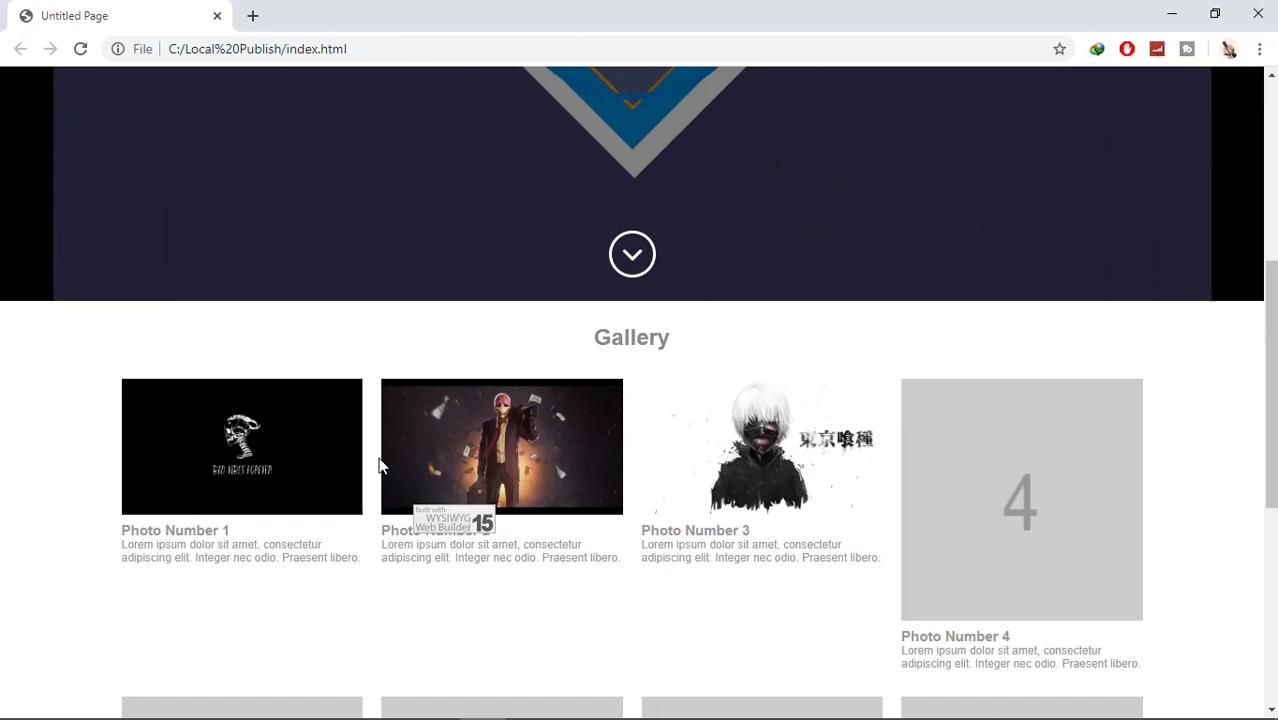 Untitled Page
File
C:/Local%20Publish/index.html
Gallery
BAD VIBES FOREVER
東京喰種
4
Built with
WYSIWYG
Web Builder 15
Photo Number 1
Lorem ipsum dolor sit amet, consectetur
adipiscing elit. Integer nec odio. Praesent libero.
Lorem ipsum dolor sit amet, consectetur
adipiscing elit. Integer nec odio. Praesent libero.
Photo Number 3
Lorem ipsum dolor sit amet, consectetur
adipiscing elit. Integer nec odio. Praesent libero.
Photo Number 4
Lorem ipsum dolor sit amet, consectetur
adipiscing elit. Integer nec odio. Praesent libero.